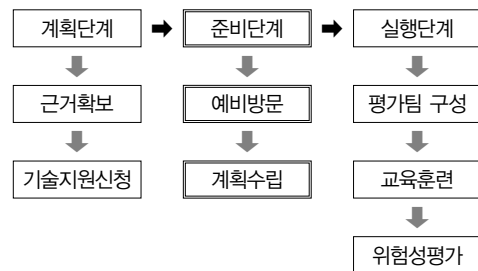 계획단계
준비단계
실행단계
근거확보
예비방문
평가팀 구성
기술지원신청
계획수립
교육훈련
위험성평가